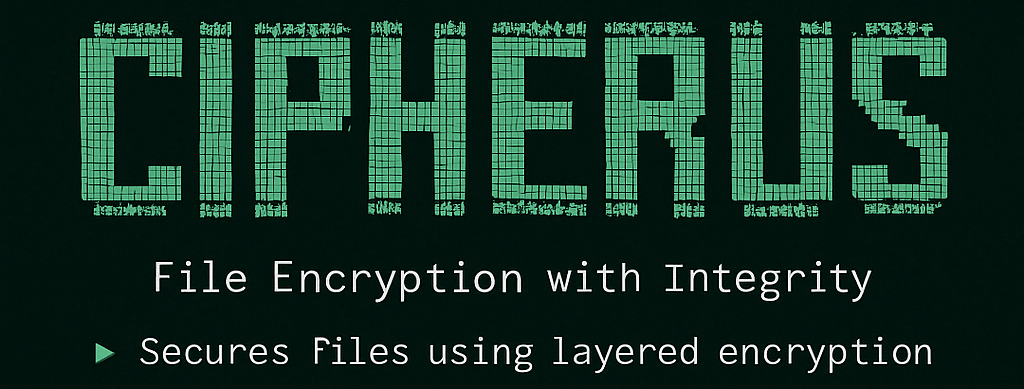 CIPHERUS
File Encryption with Integrity
▶ Secures files using layered encryption